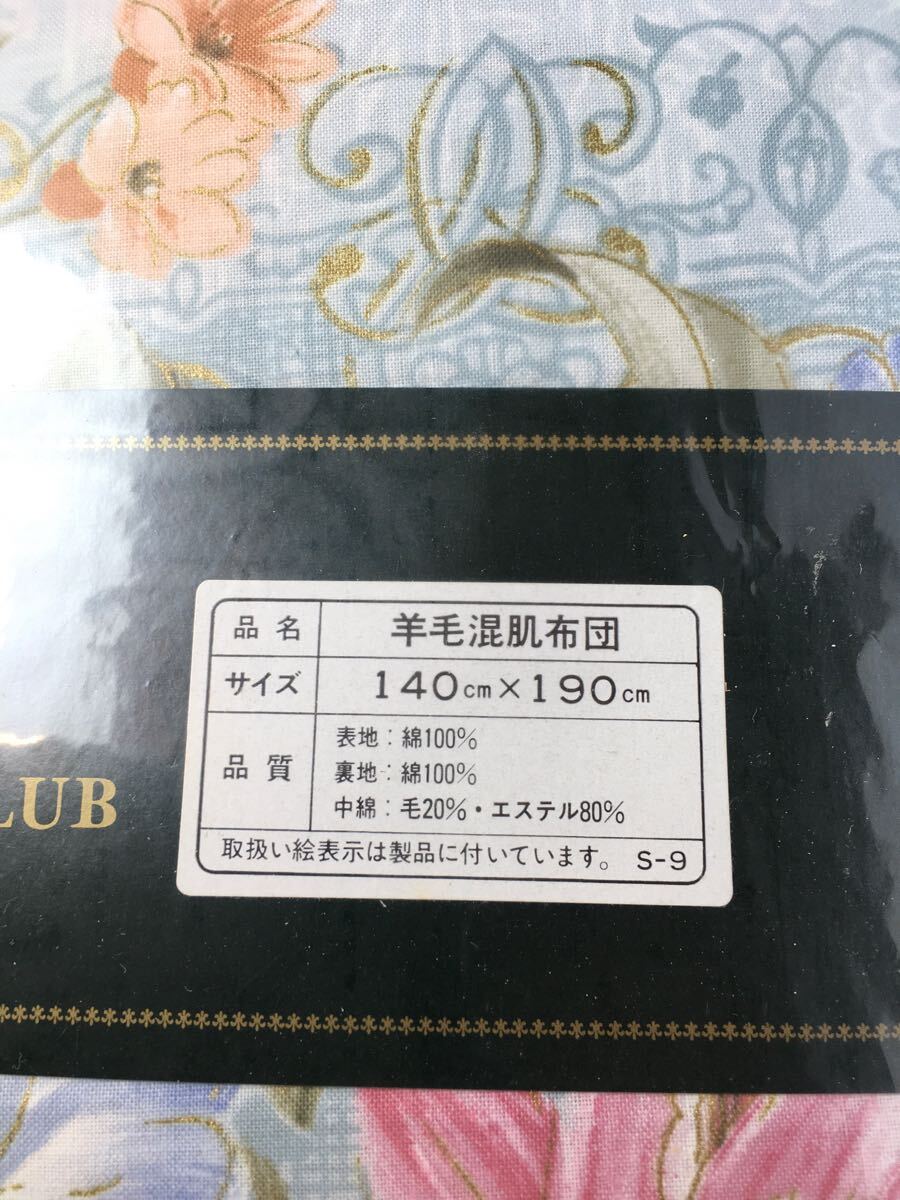 品名 羊毛混肌布団
サイズ 140cm×190cm
品質 表地:綿100%
裏地:綿100%
中綿:毛20%・エステル80%
取扱い絵表示は製品に付いています。 S-9
LUB